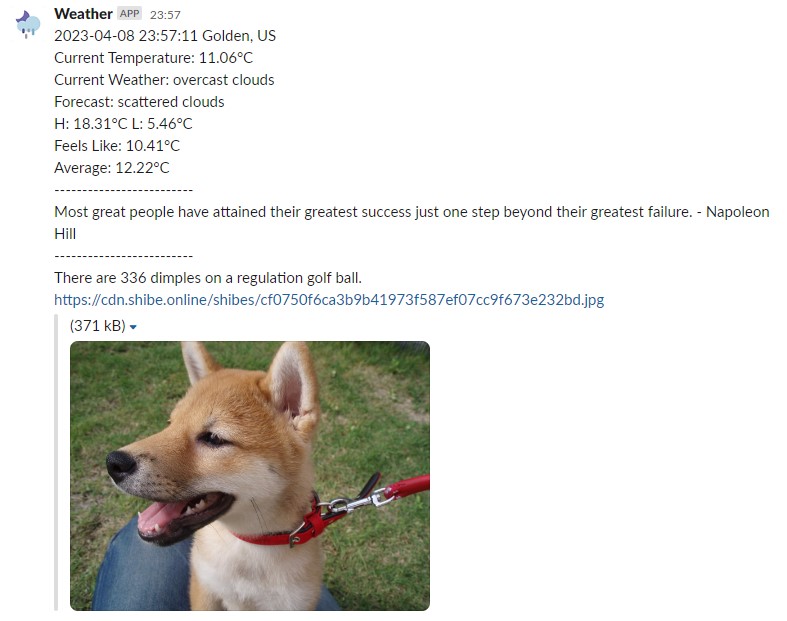 Weather APP 23:57
2023-04-08 23:57:11 Golden, US
Current Temperature: 11.06°C
Current Weather: overcast clouds
Forecast: scattered clouds
H: 18.31°C L: 5.46°C
Feels Like: 10.41°C
Average: 12.22°C
-------------------------
Most great people have attained their greatest success just one step beyond their greatest failure. - Napoleon
Hill
-------------------------
There are 336 dimples on a regulation golf ball.
https://cdn.shibe.online/shibes/cf0750f6ca3b9b41973f587ef07cc9f673e232bd.jpg
(371 kB)